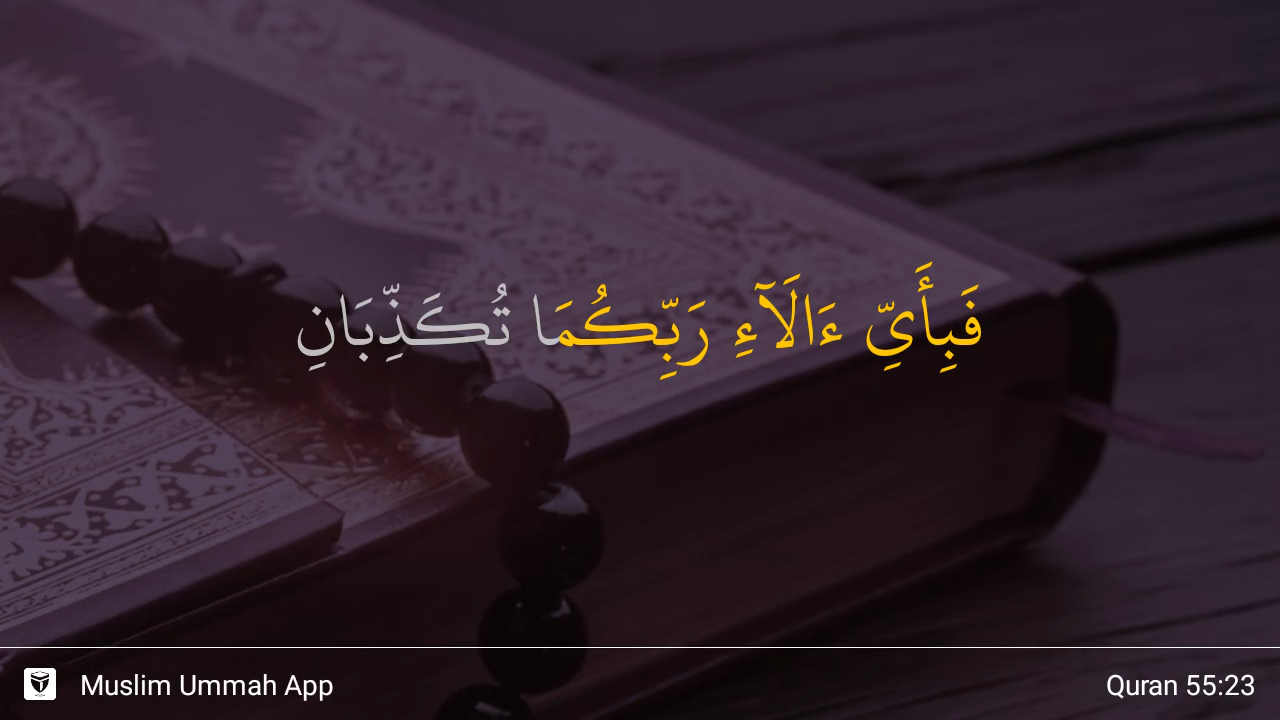 فَبِأَيِّ ءَالَآءِ رَبِّكُمَا تُكَذِّبَانِ
Muslim Ummah App
Quran 55:23